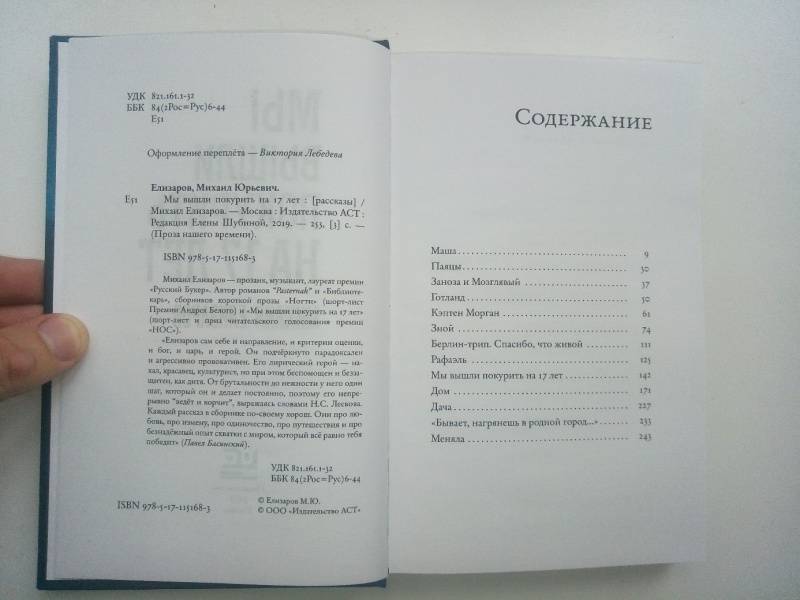 УДК 821.161.1-32
ББК 84(2Рос=Рус)6-44
Е51
Оформление переплёта — Виктория Лебедева
Елизаров, Михаил Юрьевич.
Е51 Мы вышли покурить на 17 лет : [рассказы] /
Михаил Елизаров. — Москва : Издательство АСТ :
Редакция Елены Шубиной, 2019. — 253, [3] с. —
(Проза нашего времени).
ISBN 978-5-17-115168-3
Михаил Елизаров — прозаик, музыкант, лауреат премии
«Русский Букер». Автор романов "Pasternak" и «Библиоте-
карь», сборников короткой прозы «Ногти» (шорт-лист
Премии Андрея Белого) и «Мы вышли покурить на 17 лет»
(шорт-лист и приз читательского голосования премии
«НОС»).
«Елизаров сам себе и направление, и критерии оценки,
и бог, и царь, и герой. Он подчёркнуто парадоксален
и агрессивно провокативен. Его лирический герой — на-
хал, красавец, культурист, но при этом беспомощен и безза-
щитен, как дитя. От брутальности до нежности у него один
шаг, который он и делает постоянно, поэтому его непре-
рывно "ведёт и корчит", выражаясь словами Н.С. Лескова.
Каждый рассказ в сборнике по-своему хорош. Они про лю-
бовь, про измену, про одиночество, про путешествия и про
безнадёжный опыт схватки с миром, который всё равно тебя
победит» (Павел Басинский)
УДК 821.161.1-32
ББК 84(2Рос=Рус)6-44
ISBN 978-5-17-115168-3
© Елизаров М.Ю.
© ООО «Издательство АСТ»
Содержание
Маша 9
Паяцы 30
Заноза и Мозглявый 37
Готланд 50
Кэптен Морган 61
Зной 74
Берлин-трип. Спасибо, что живой 111
Рафаэль 125
Мы вышли покурить на 17 лет 142
Дом 171
Дача 227
«Бывает, нагрянешь в родной город...» 233
Меняла 243